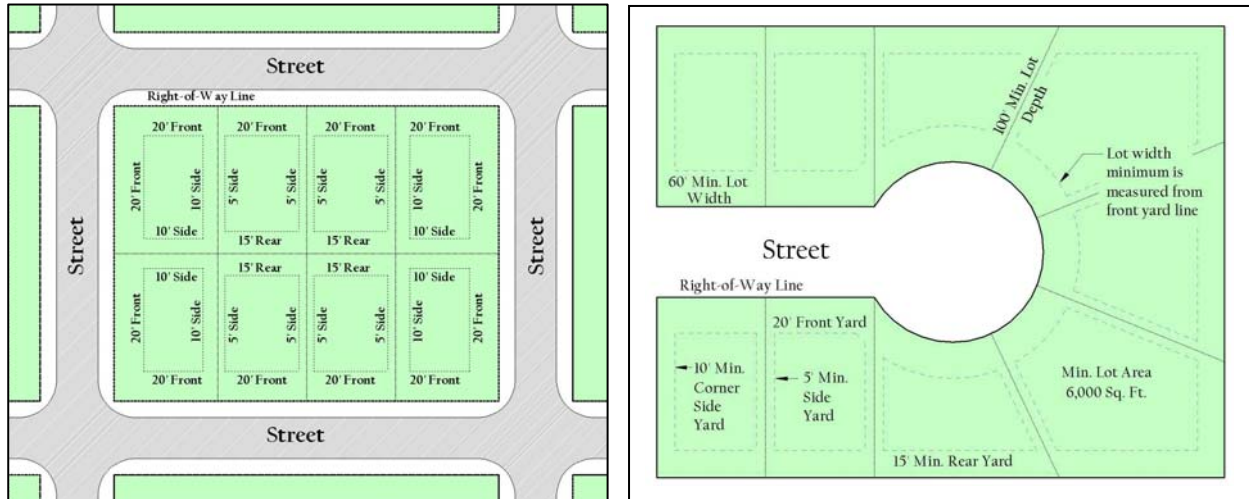 Street
Right-of-Way Line
20' Front
20' Front
20' Front
20' Front
20' Front
10' Side
5' Side
5' Side
5' Side
5' Side
10' Side
20' Front
10' Side
15' Rear
15' Rear
10' Side
10' Side
15' Rear
15' Rear
10' Side
20' Front
10' Side
5' Side
5' Side
5' Side
5' Side
10' Side
20' Front
20' Front
20' Front
20' Front
20' Front
Street
Street
Street
100' Min. Lot
Depth
Lot width
minimum is
measured from
front yard line
60' Min. Lot
Width
Street
Right-of-Way Line
20' Front Yard
10' Min.
Corner
Side
Yard
5' Min.
Side
Yard
Min. Lot Area
6,000 Sq. Ft.
15' Min. Rear Yard